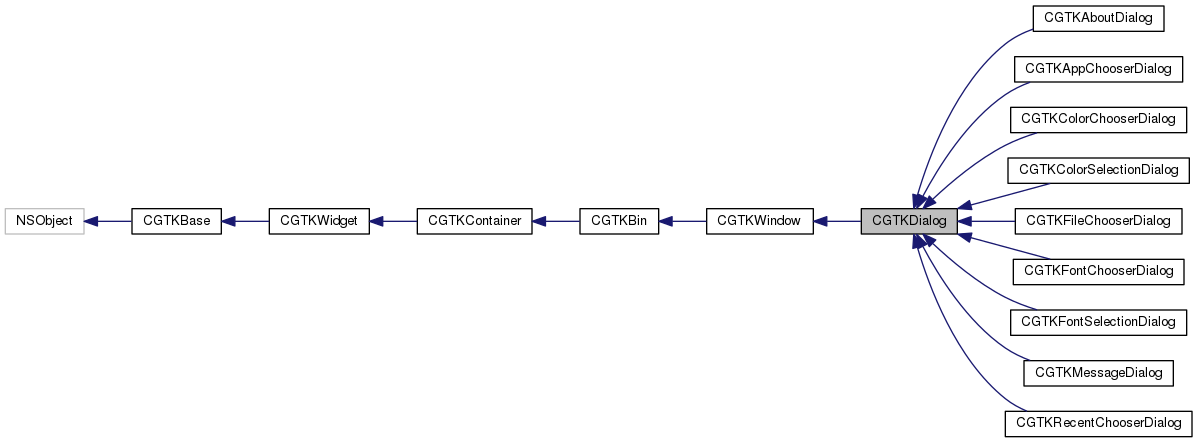 CGTKAboutDialog
CGTKAppChooserDialog
CGTKColorChooserDialog
CGTKColorSelectionDialog
NSObject
CGTKBase
CGTKWidget
CGTKContainer
CGTKBin
CGTKWindow
CGTKDialog
CGTKFileChooserDialog
CGTKFontChooserDialog
CGTKFontSelectionDialog
CGTKMessageDialog
CGTKRecentChooserDialog